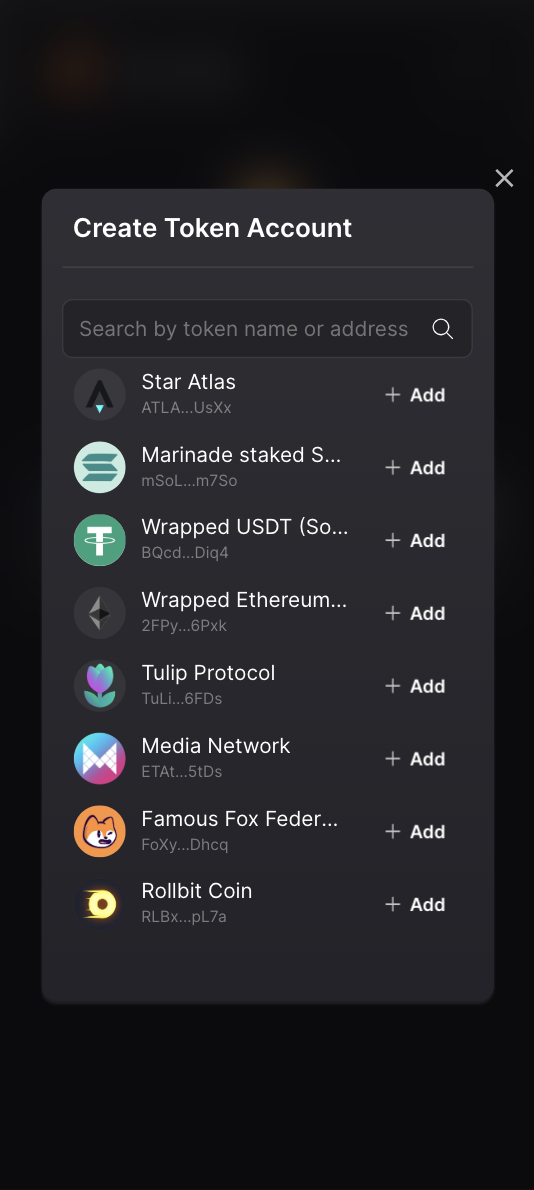 Create Token Account
Search by token name or address
Star Atlas
ATLA...UsXx
+ Add
Marinade staked S...
mSoL...m7So
+ Add
Wrapped USDT (So...
BQcd...Diq4
+ Add
Wrapped Ethereum...
2FPy...6Pxk
+ Add
Tulip Protocol
TuLi...6FDs
+ Add
Media Network
ETAt...5tDs
+ Add
Famous Fox Feder...
FoXy...Dhcq
+ Add
Rollbit Coin
RLBx...pL7a
+ Add